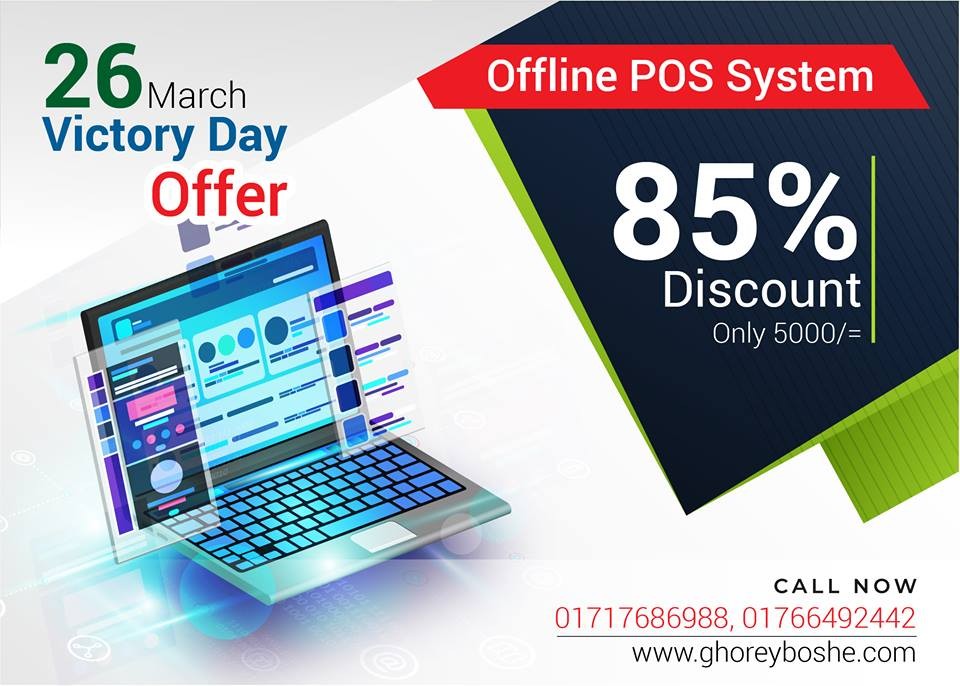 26 March
Victory Day
Offer
Offline POS System
85%
Discount
Only 5000/=
CALL NOW
01717686988, 01766492442
www.ghoreyboshe.com